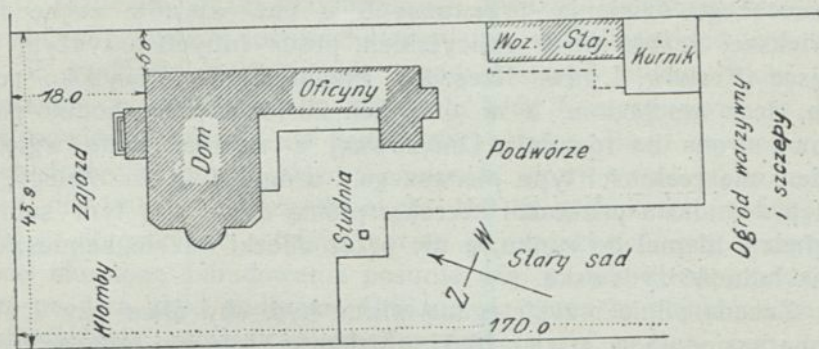 6.0
18.0
43.9
Zajazd
Klomby
Dom
Oficyny
Studnia
Woz. Staj.
Kurnik
Podwórze
Ogród warzywny
i szczepy
Z W
Stary sad
170.0